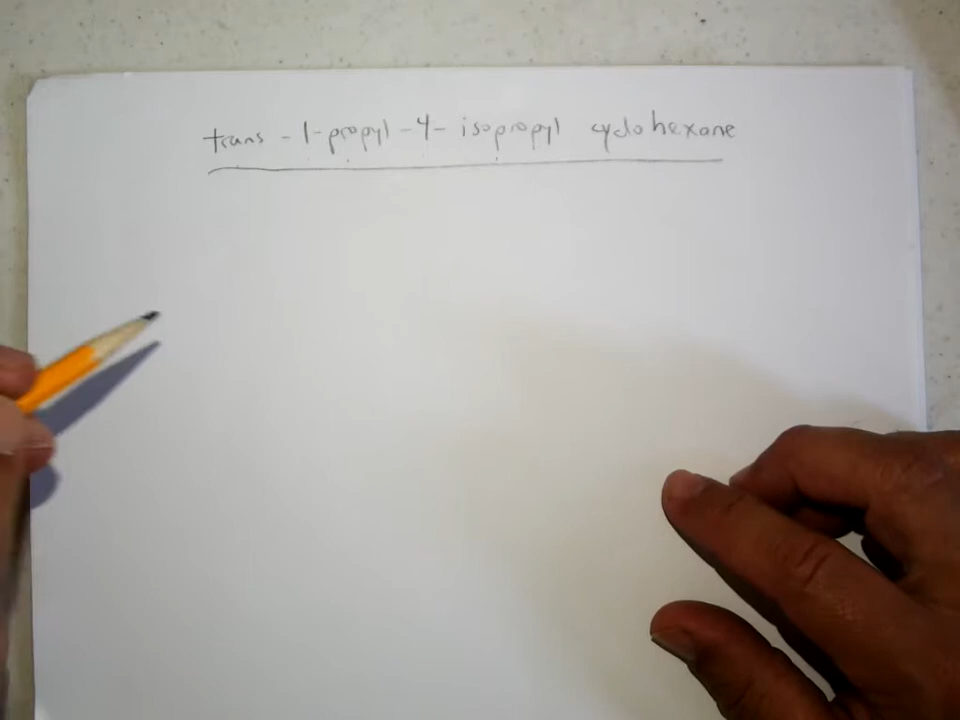 trans - 1 - propyl - 4 - isopropyl cyclohexane